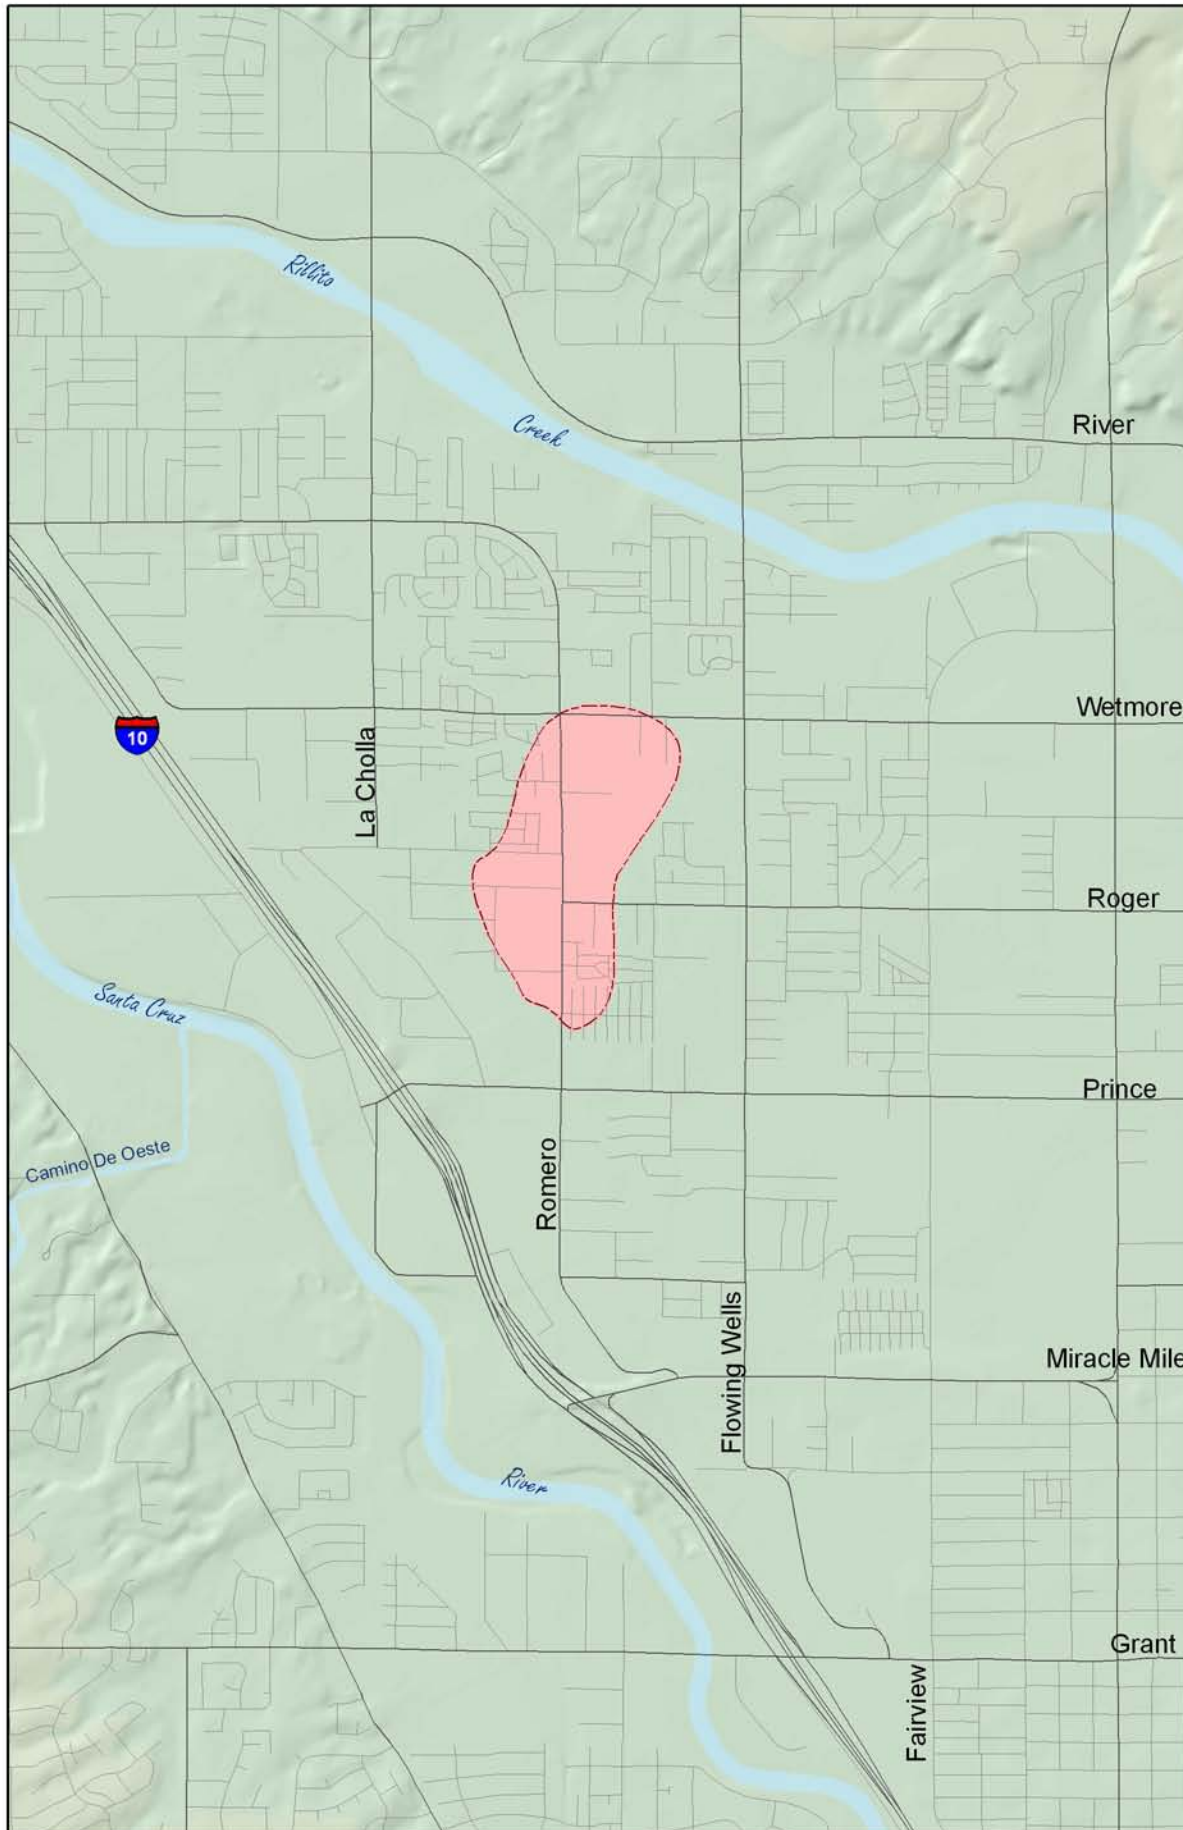 Rillito
Creek
River
Wetmore
10
La Cholla
Roger
Santa Cruz
Prince
Camino De Oeste
Romero
Flowing Wells
Miracle Mile
River
Grant
Fairview